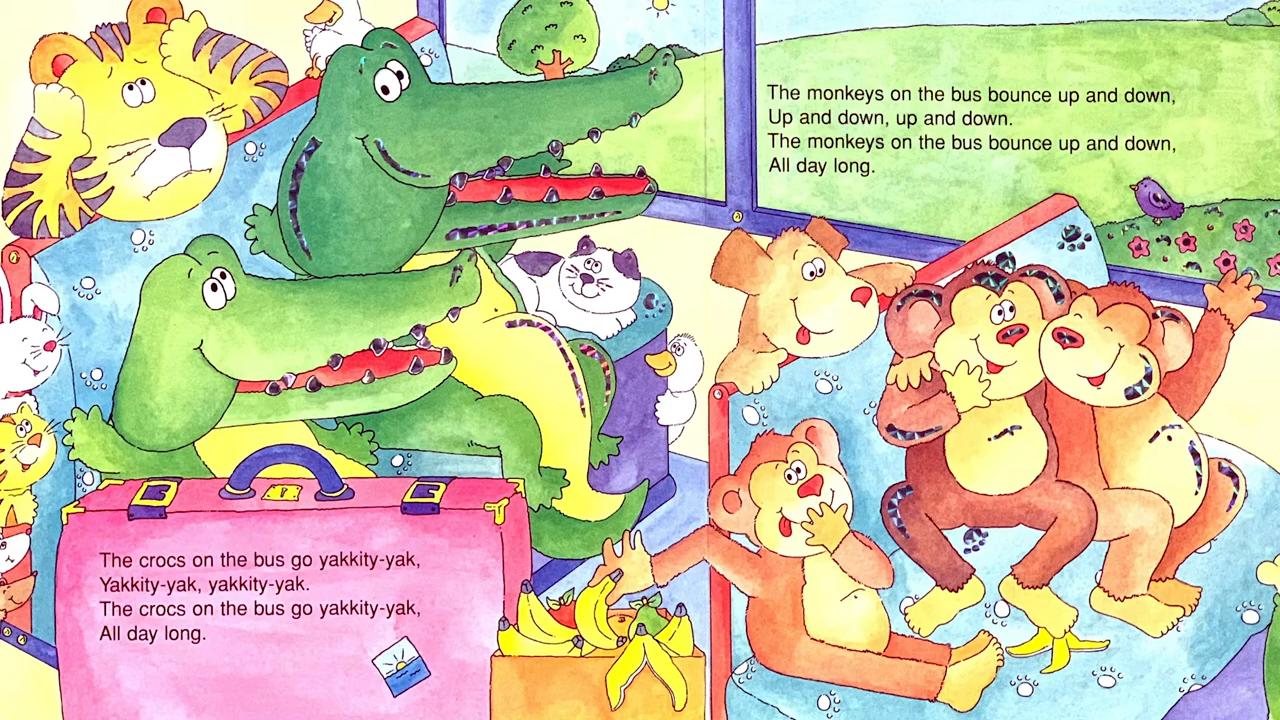 The crocs on the bus go yakkity-yak,
Yakkity-yak, yakkity-yak.
The crocs on the bus go yakkity-yak,
All day long.
The monkeys on the bus bounce up and down,
Up and down, up and down.
The monkeys on the bus bounce up and down,
All day long.